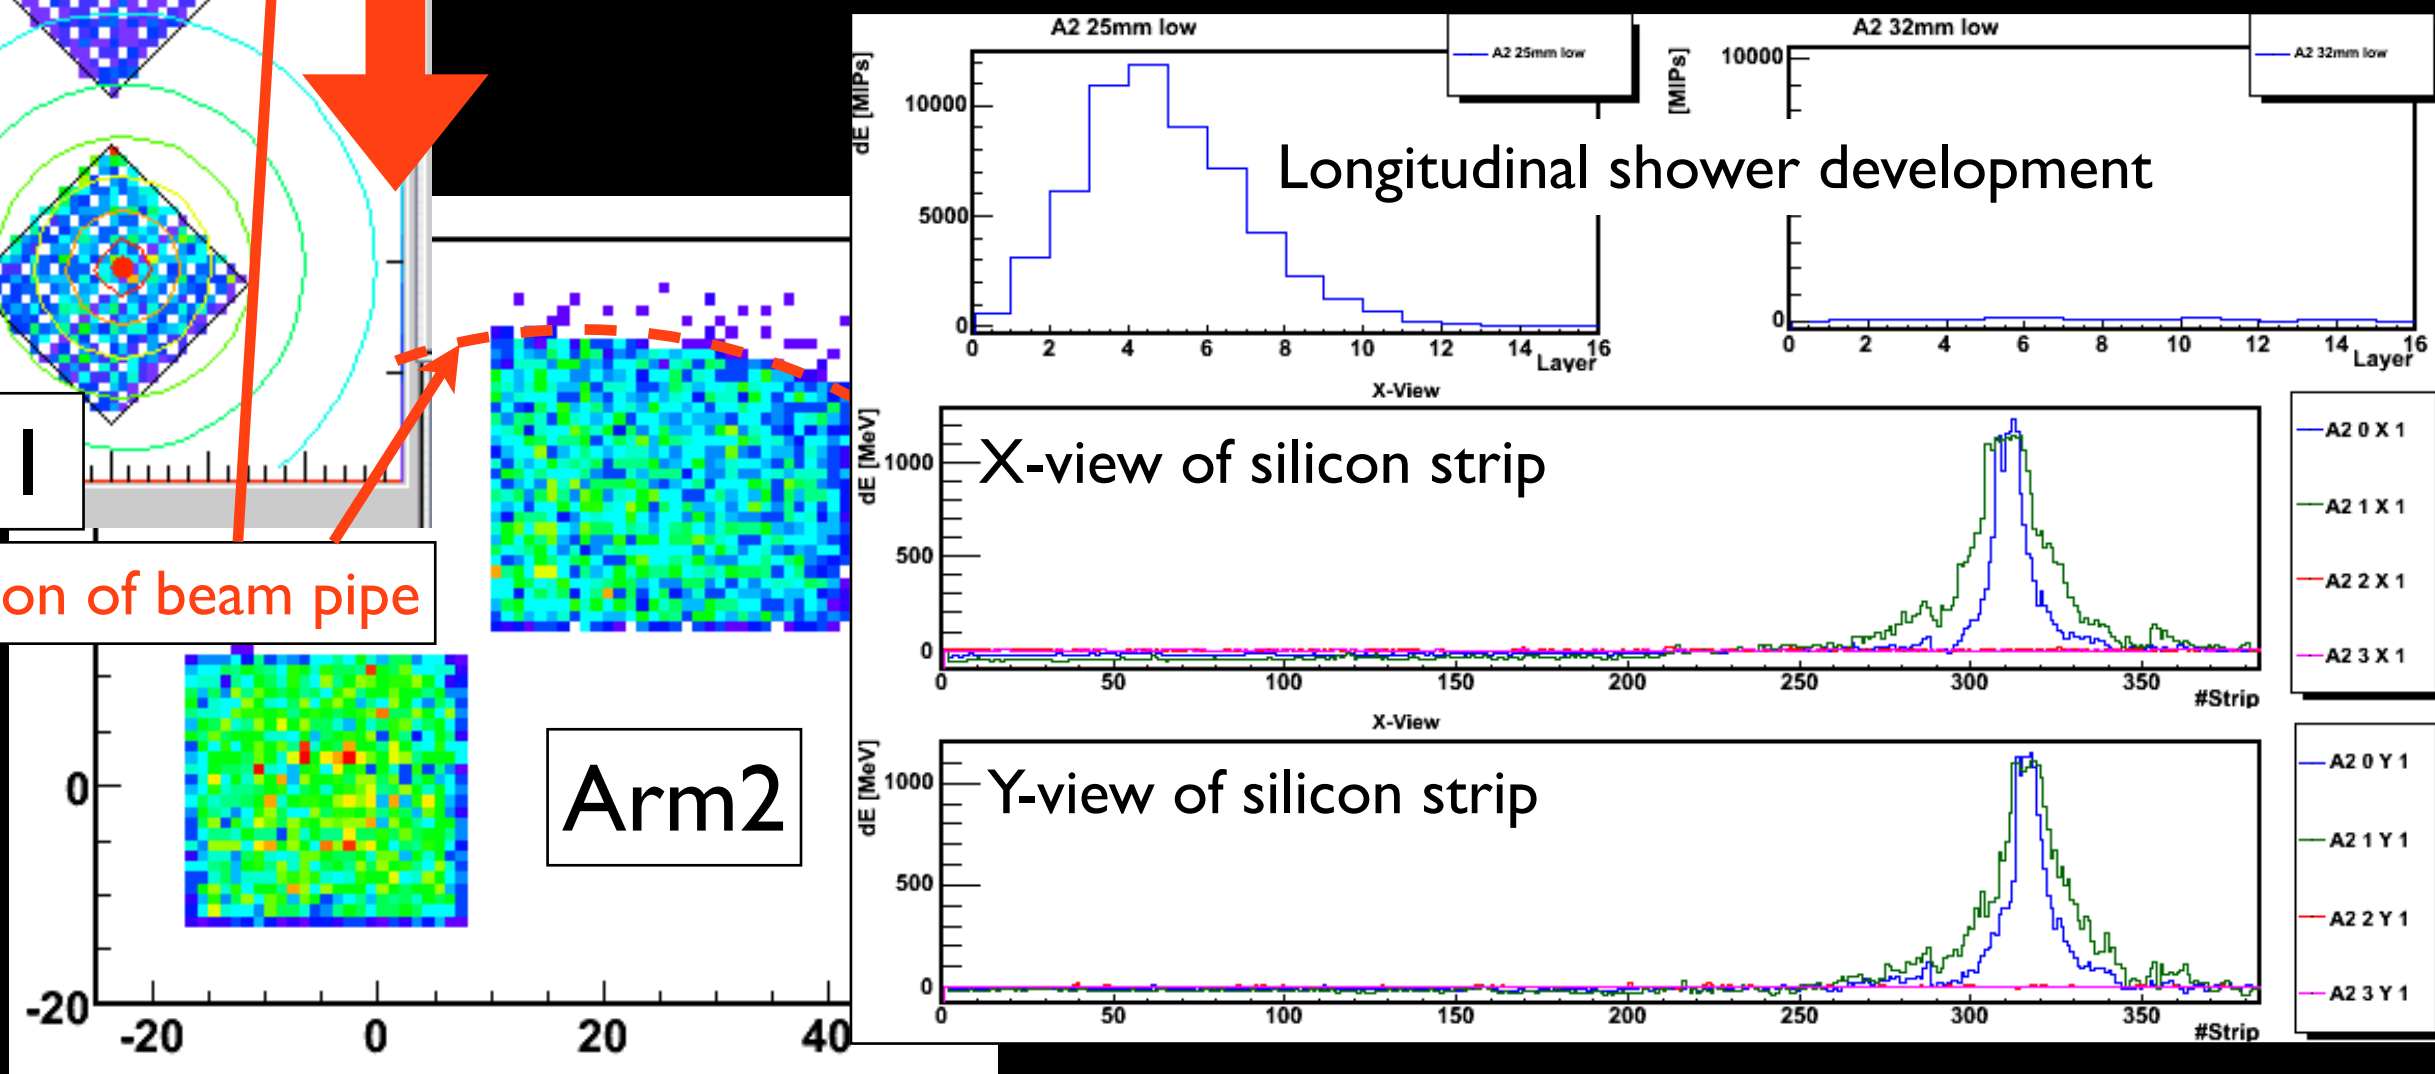 I
on of beam pipe
Arm2
0
-20
-20
0
20
40
A2 25mm low
A2 25mm low
dE [MIPs]
10000
5000
0
0 2 4 6 8 10 12 14 16
Layer
A2 32mm low
A2 32mm low
[MIPs]
10000
0
0 2 4 6 8 10 12 14 16
Layer
Longitudinal shower development
X-View
dE [MeV]
1000
500
0
X-view of silicon strip
0 50 100 150 200 250 300 350
#Strip
A2 0 X 1
A2 1 X 1
A2 2 X 1
A2 3 X 1
X-View
dE [MeV]
1000
500
0
Y-view of silicon strip
0 50 100 150 200 250 300 350
#Strip
A2 0 Y 1
A2 1 Y 1
A2 2 Y 1
A2 3 Y 1